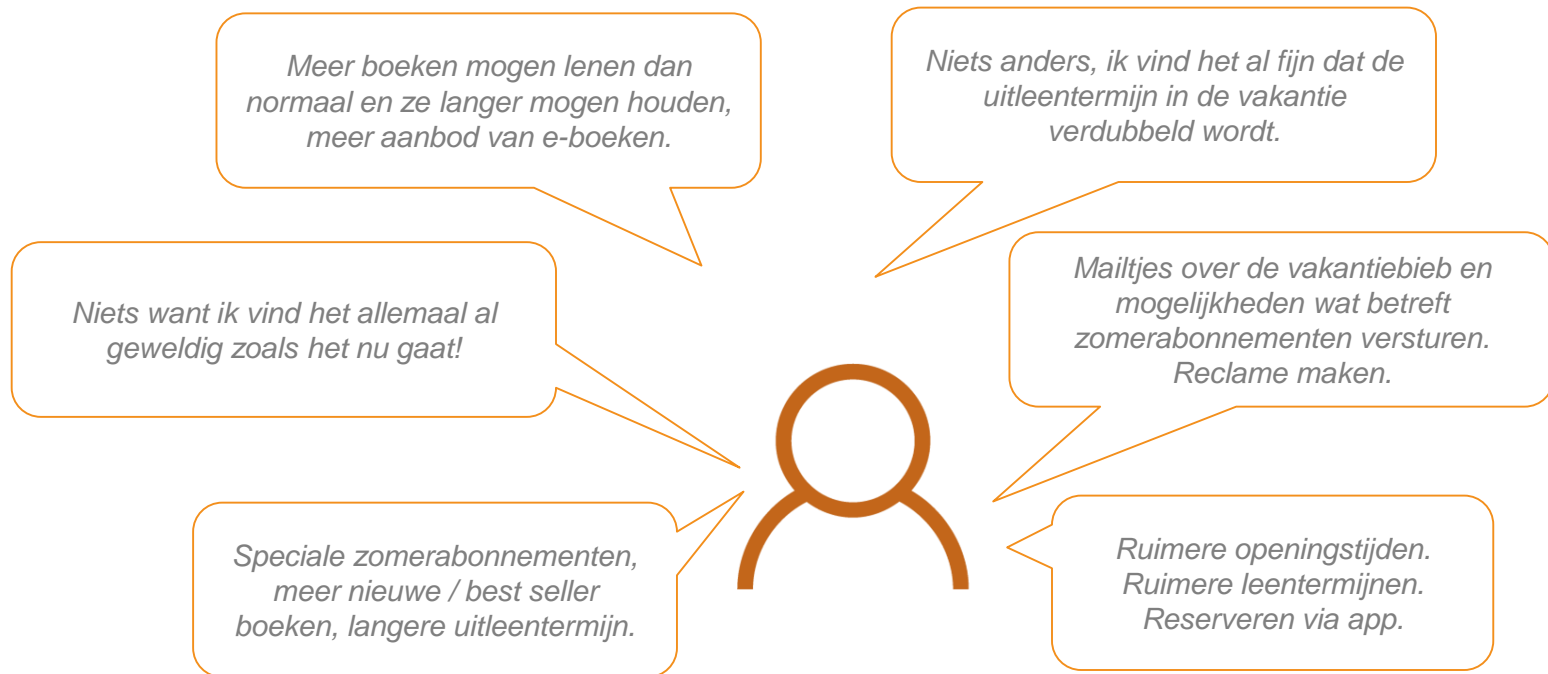 Meer boeken mogen lenen dan
normaal en ze langer mogen houden,
meer aanbod van e-boeken.
Niets anders, ik vind het al fijn dat de
uitleentermijn in de vakantie
verdubbeld wordt.
Niets want ik vind het allemaal al
geweldig zoals het nu gaat!
Mailtjes over de vakantiebieb en
mogelijkheden wat betreft
zomerabonnementen versturen.
Reclame maken.
Speciale zomerabonnementen,
meer nieuwe / best seller
boeken, langere uitleentermijn.
Ruimere openingstijden.
Ruimere leentermijnen.
Reserveren via app.